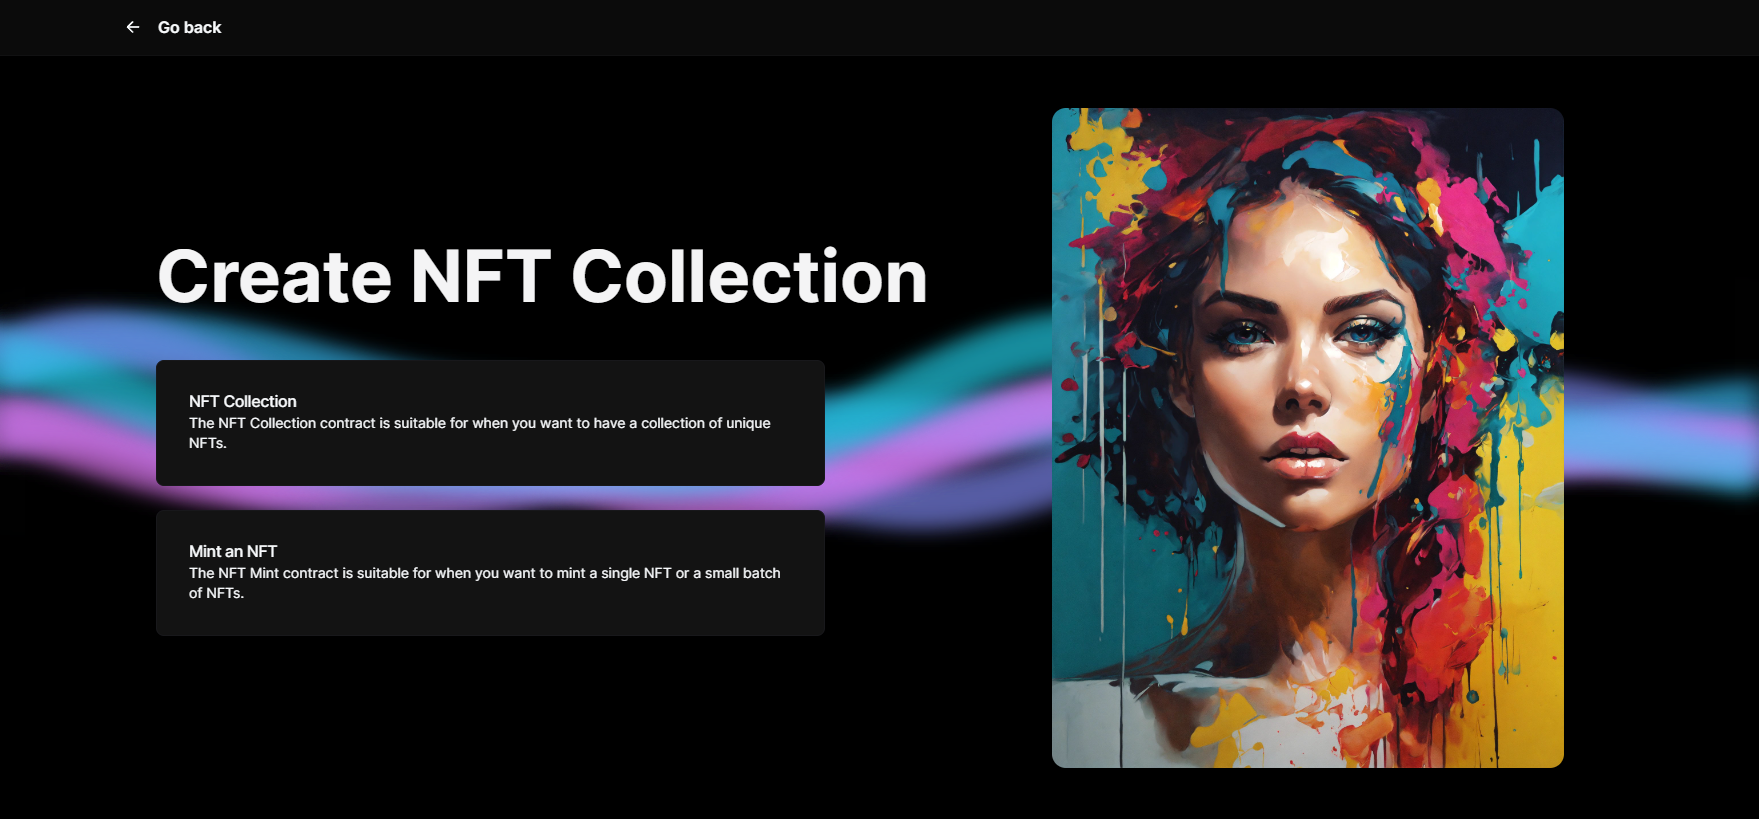 Go back
Create NFT Collection
NFT Collection
The NFT Collection contract is suitable for when you want to have a collection of unique
NFTs.
Mint an NFT
The NFT Mint contract is suitable for when you want to mint a single NFT or a small batch
of NFTs.